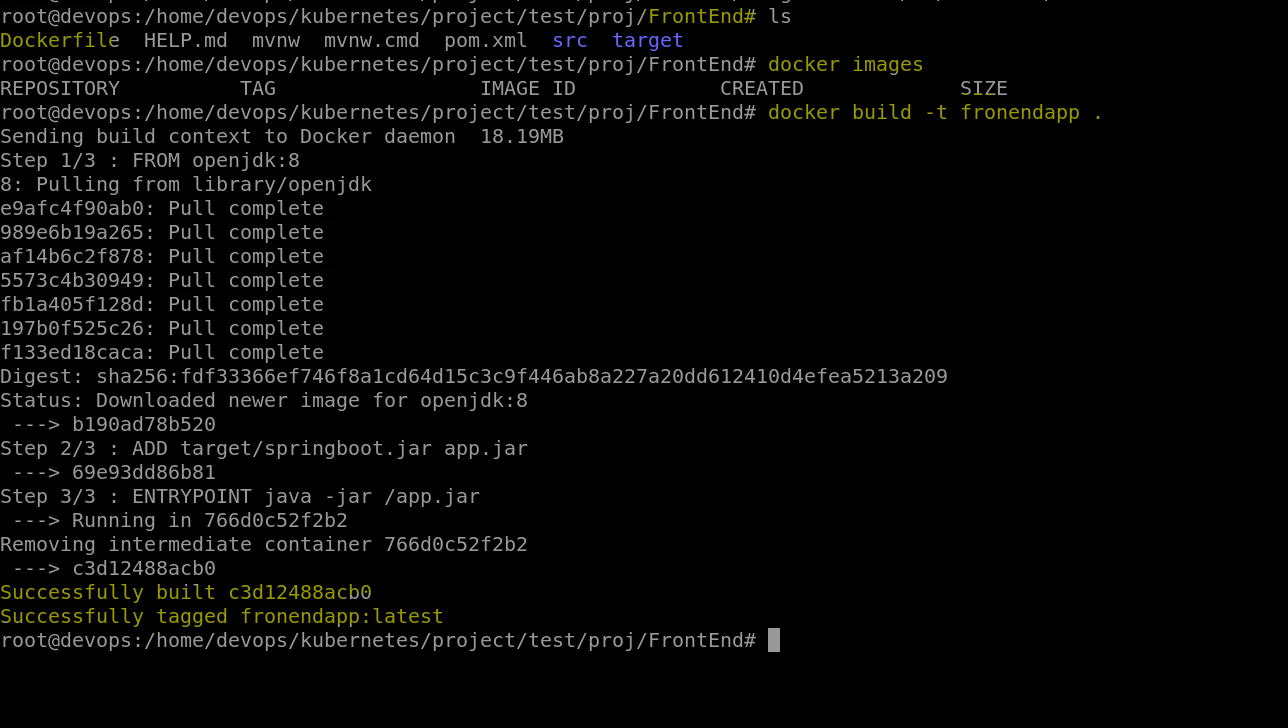 root@devops:/home/devops/kubernetes/project/test/proj/FrontEnd# ls
Dockerfile  HELP.md  mvnw  mvnw.cmd  pom.xml  src  target
root@devops:/home/devops/kubernetes/project/test/proj/FrontEnd# docker images
REPOSITORY          TAG                 IMAGE ID            CREATED             SIZE
root@devops:/home/devops/kubernetes/project/test/proj/FrontEnd# docker build -t fronendapp .
Sending build context to Docker daemon  18.19MB
Step 1/3 : FROM openjdk:8
8: Pulling from library/openjdk
e9afc4f90ab0: Pull complete
989e6b19a265: Pull complete
af14b6c2f878: Pull complete
5573c4b30949: Pull complete
fb1a405f128d: Pull complete
197b0f525c26: Pull complete
f133ed18caca: Pull complete
Digest: sha256:fdf33366ef746f8a1cd64d15c3c9f446ab8a227a20dd612410d4efea5213a209
Status: Downloaded newer image for openjdk:8
 ---> b190ad78b520
Step 2/3 : ADD target/springboot.jar app.jar
 ---> 69e93dd86b81
Step 3/3 : ENTRYPOINT java -jar /app.jar
 ---> Running in 766d0c52f2b2
Removing intermediate container 766d0c52f2b2
 ---> c3d12488acb0
Successfully built c3d12488acb0
Successfully tagged fronendapp:latest
root@devops:/home/devops/kubernetes/project/test/proj/FrontEnd#